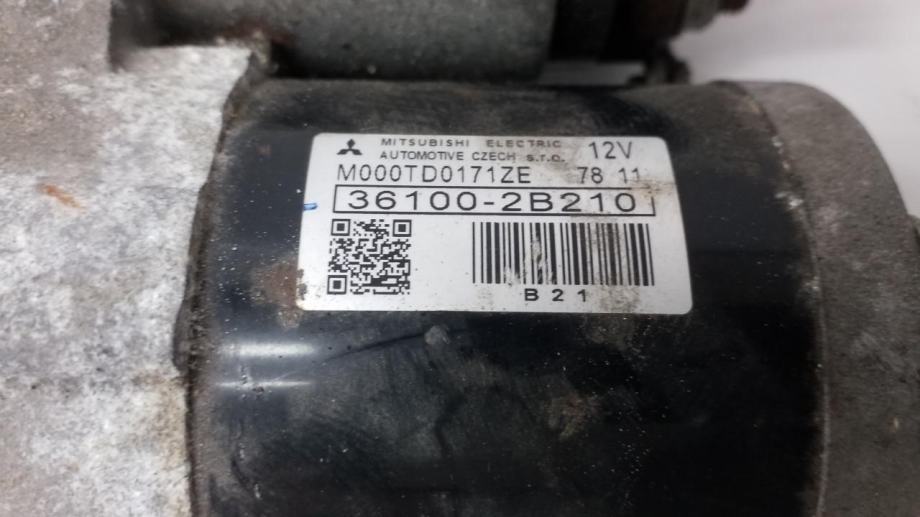 MITSUBISHI ELECTRIC
AUTOMOTIVE CZECH s.r.o. 12V
M000TD0171ZE 78 11
36100-2B210
B21